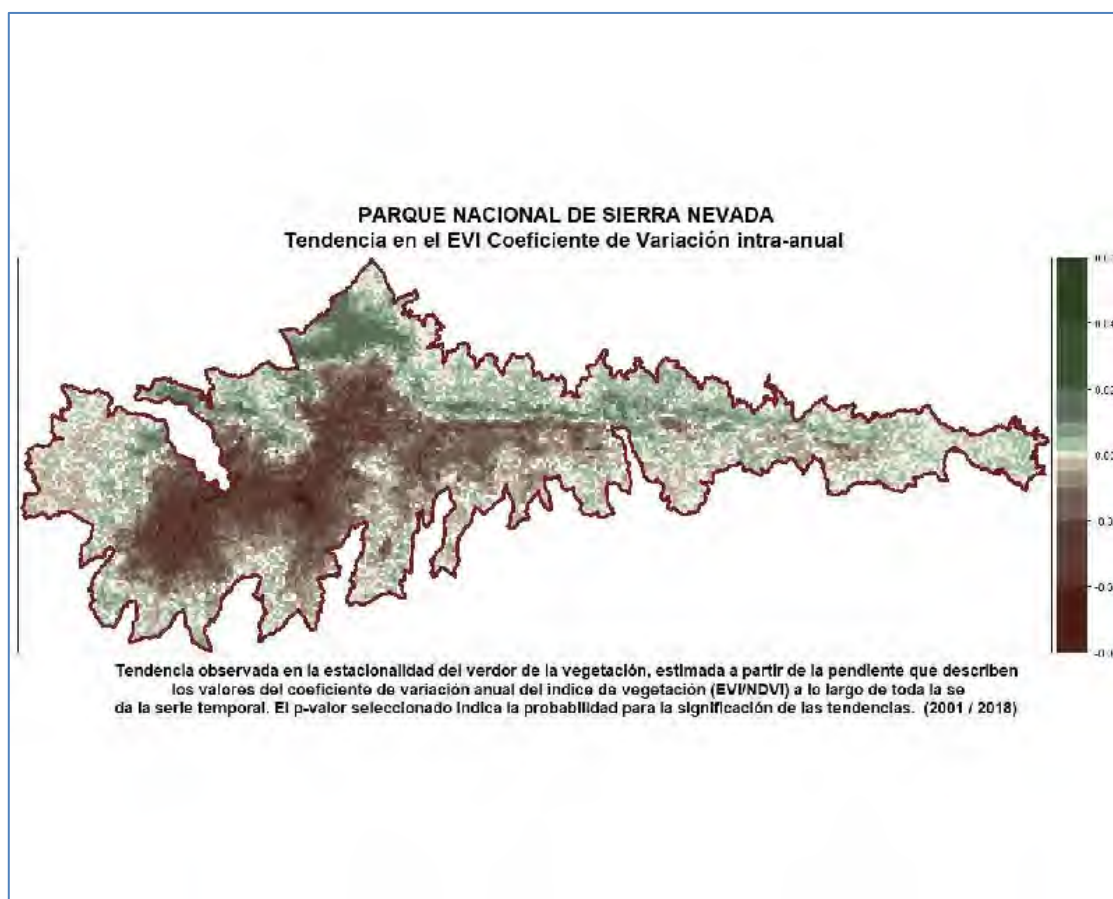 PARQUE NACIONAL DE SIERRA NEVADA
Tendencia en el EVI Coeficiente de Variación intra-anual
Tendencia observada en la estacionalidad del verdor de la vegetación, estimada a partir de la pendiente que describen
los valores del coeficiente de variación anual del índice de vegetación (EVI/NDVI) a lo largo de toda la se
da la serie temporal. El p-valor seleccionado indica la probabilidad para la significación de las tendencias. (2001 / 2018)